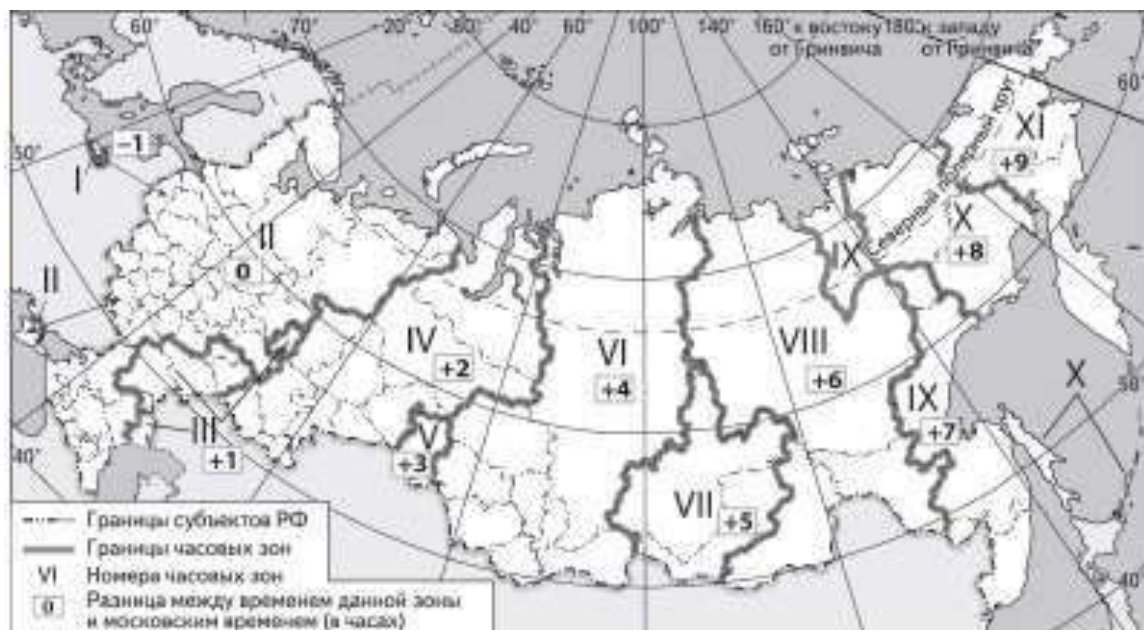 60° 70° 80° 40° 60° 100° 140° 160° к востоку 180° к западу
от Гринвича от Гринвича
60°
Северный полярный круг
XI
+9
-1
50°
I
II
0
X
+8
IX
II
IV
+2
VI
+4
VIII
+6
X
IX
+7
50
III
+1
V
+3
VII
+5
40°
40
Границы субъектов РФ
Границы часовых зон
VI Номера часовых зон
0 Разница между временем данной зоны
и московским временем (в часах)